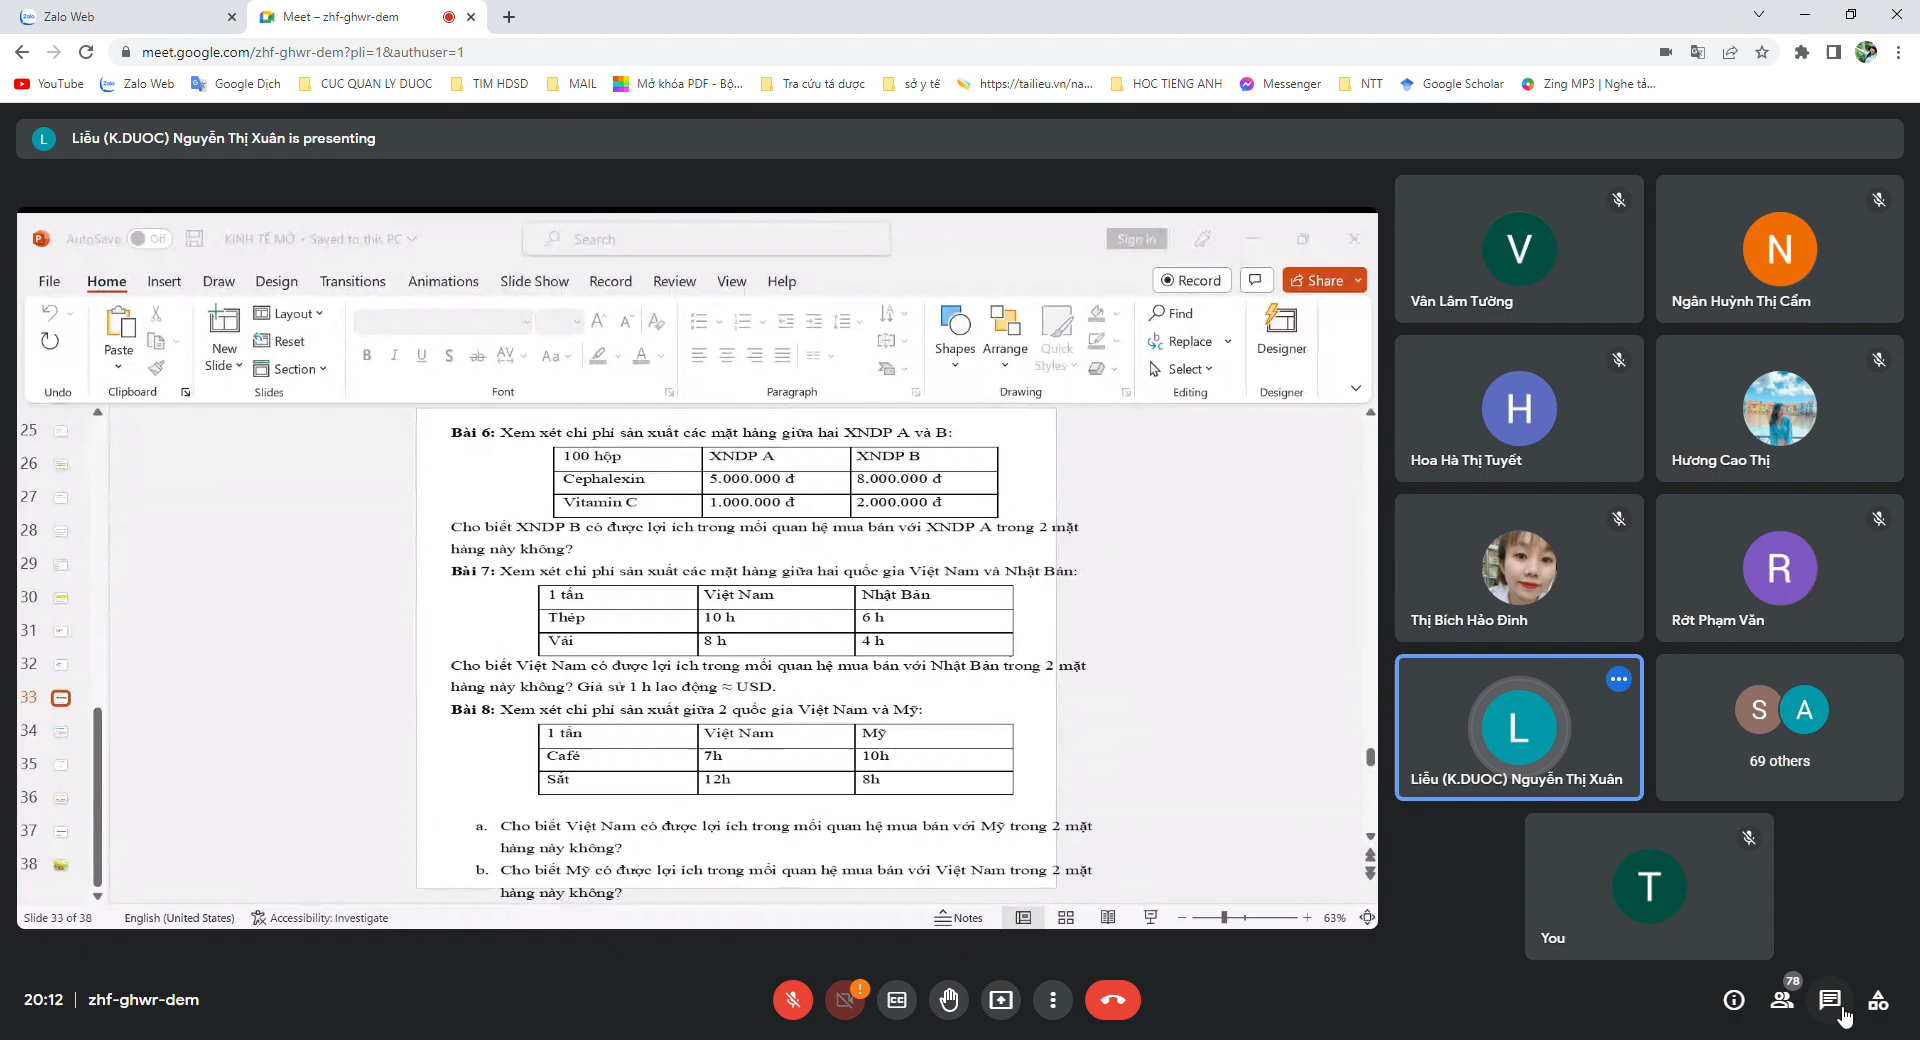 Zalo Web
Meet – zhf-ghwr-dem
meet.google.com/zhf-ghwr-dem?pli=1&authuser=1
YouTube Zalo Web Google Dịch CUC QUAN LY DUOC TIM HDSD MAIL Mở khóa PDF - Bộ... Tra cứu tá dược sở y tế https://tailieu.vn/na... HOC TIENG ANH Messenger NTT Google Scholar Zing MP3 | Nghe tả...
L Liễu (K.DUOC) Nguyễn Thị Xuân is presenting
AutoSave Off KINH TẾ MỞ • Saved to this PC Search Sign in
File Home Insert Draw Design Transitions Animations Slide Show Record Review View Help Record Share
Paste New Slide Layout Reset Section Shapes Arrange Quick Styles Find Replace Select Designer
Undo Clipboard Slides Font Paragraph Drawing Editing Designer
25
26
27
28
29
30
31
32
33
34
35
36
37
38
Bài 6: Xem xét chi phí sản xuất các mặt hàng giữa hai XNDP A và B:
100 hộp XNDP A XNDP B
Cephalexin 5.000.000 đ 8.000.000 đ
Vitamin C 1.000.000 đ 2.000.000 đ
Cho biết XNDP B có được lợi ích trong mối quan hệ mua bán với XNDP A trong 2 mặt
hàng này không?
Bài 7: Xem xét chi phí sản xuất các mặt hàng giữa hai quốc gia Việt Nam và Nhật Bản:
1 tấn Việt Nam Nhật Bản
Thép 10 h 6 h
Vải 8 h 4 h
Cho biết Việt Nam có được lợi ích trong mối quan hệ mua bán với Nhật Bản trong 2 mặt
hàng này không? Giả sử 1 h lao động ≈ USD.
Bài 8: Xem xét chi phí sản xuất giữa 2 quốc gia Việt Nam và Mỹ:
1 tấn Việt Nam Mỹ
Café 7h 10h
Sắt 12h 8h
a. Cho biết Việt Nam có được lợi ích trong mối quan hệ mua bán với Mỹ trong 2 mặt
hàng này không?
b. Cho biết Mỹ có được lợi ích trong mối quan hệ mua bán với Việt Nam trong 2 mặt
hàng này không?
Slide 33 of 38 English (United States) Accessibility: Investigate Notes 63%
V
Vân Lâm Tường
N
Ngân Huỳnh Thị Cẩm
H
Hoa Hà Thị Tuyết
Hương Cao Thị
Thị Bích Hảo Đinh
R
Rớt Phạm Văn
L
Liễu (K.DUOC) Nguyễn Thị Xuân
S A
69 others
T
You
20:12 | zhf-ghwr-dem
78